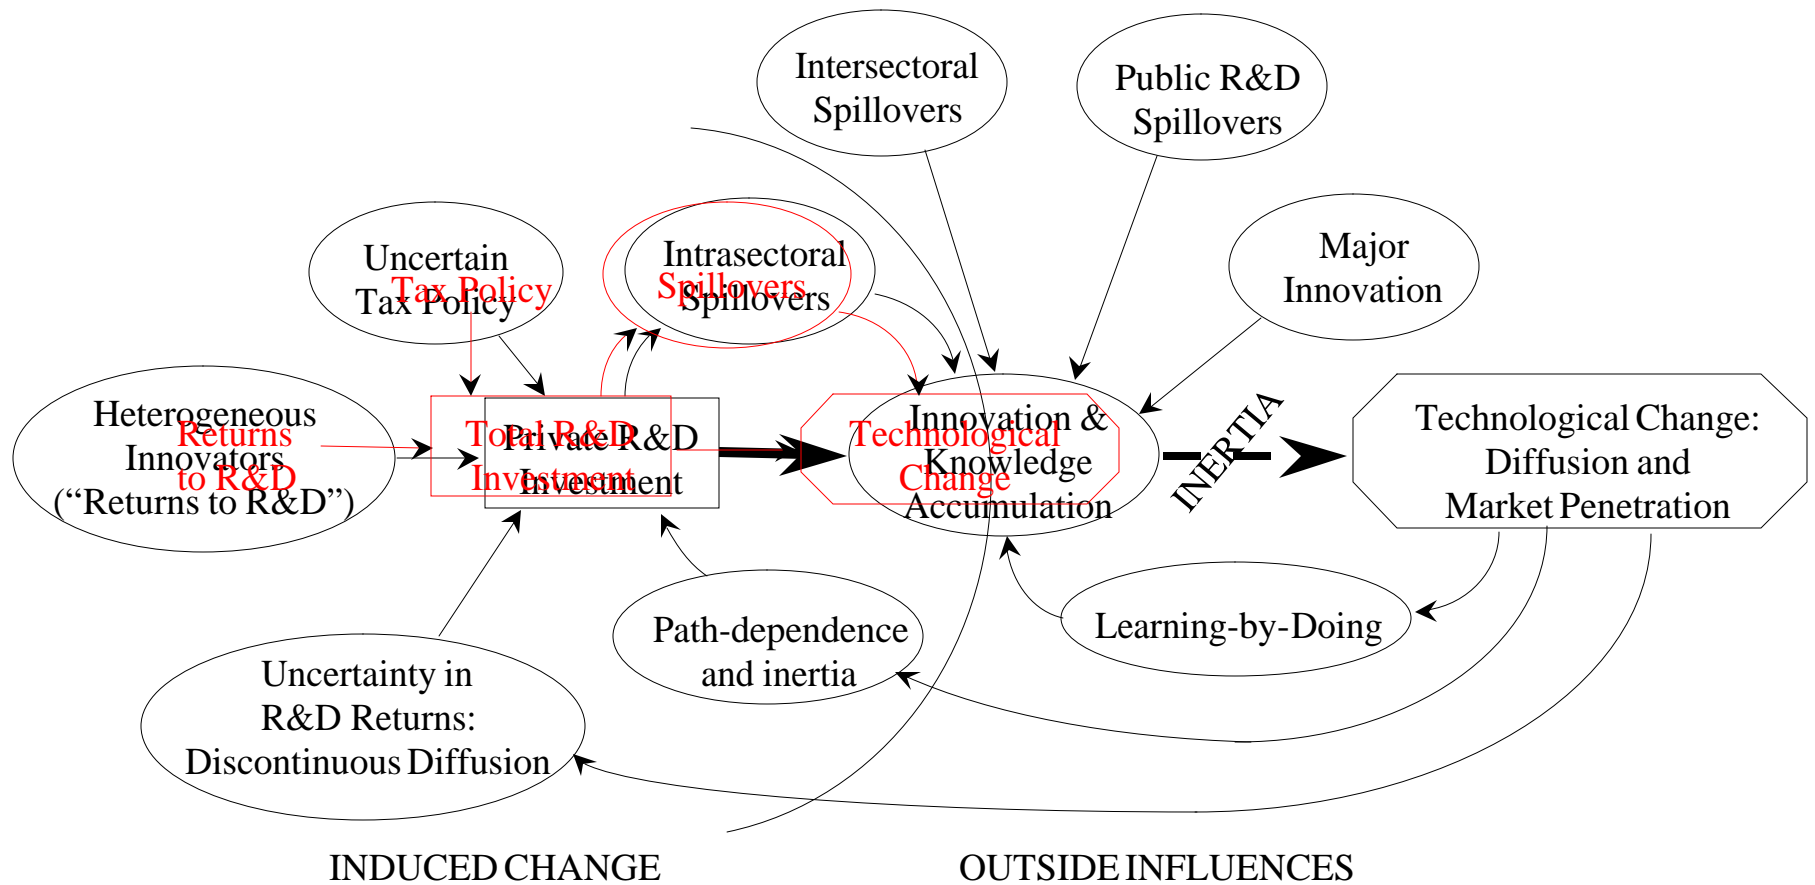 Intersectoral
Spillovers
Public R&D
Spillovers
Uncertain
Tax Policy
Tax Policy
Intrasectoral
Spillovers
Spillovers
Major
Innovation
Heterogeneous
Innovators
(“Returns to R&D”)
Returns
to R&D
Private R&D
Investment
Total R&D
Investment
Innovation &
Knowledge
Accumulation
Technological
Change
INERTIA
Technological Change:
Diffusion and
Market Penetration
Path-dependence
and inertia
Learning-by-Doing
Uncertainty in
R&D Returns:
Discontinuous Diffusion
INDUCED CHANGE
OUTSIDE INFLUENCES